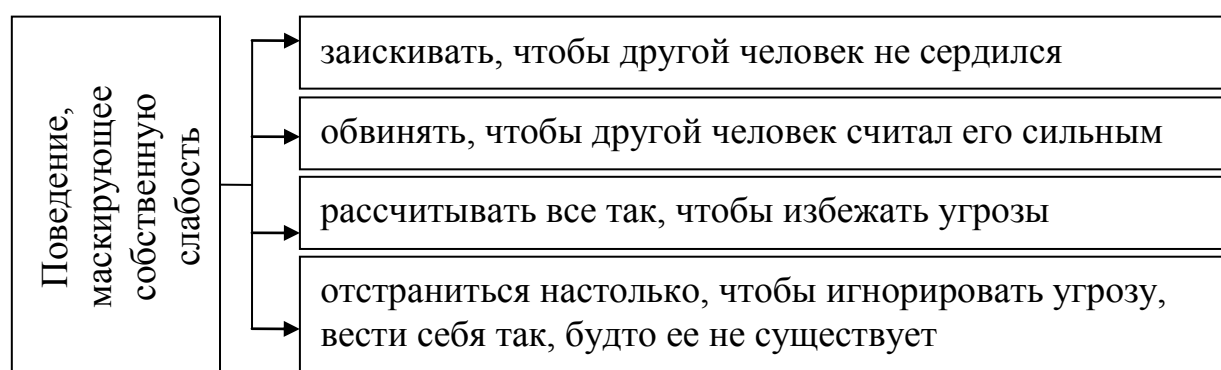 Поведение,
маскирующее
собственную
слабость
заискивать, чтобы другой человек не сердился
обвинять, чтобы другой человек считал его сильным
рассчитывать все так, чтобы избежать угрозы
отстраниться настолько, чтобы игнорировать угрозу,
вести себя так, будто ее не существует